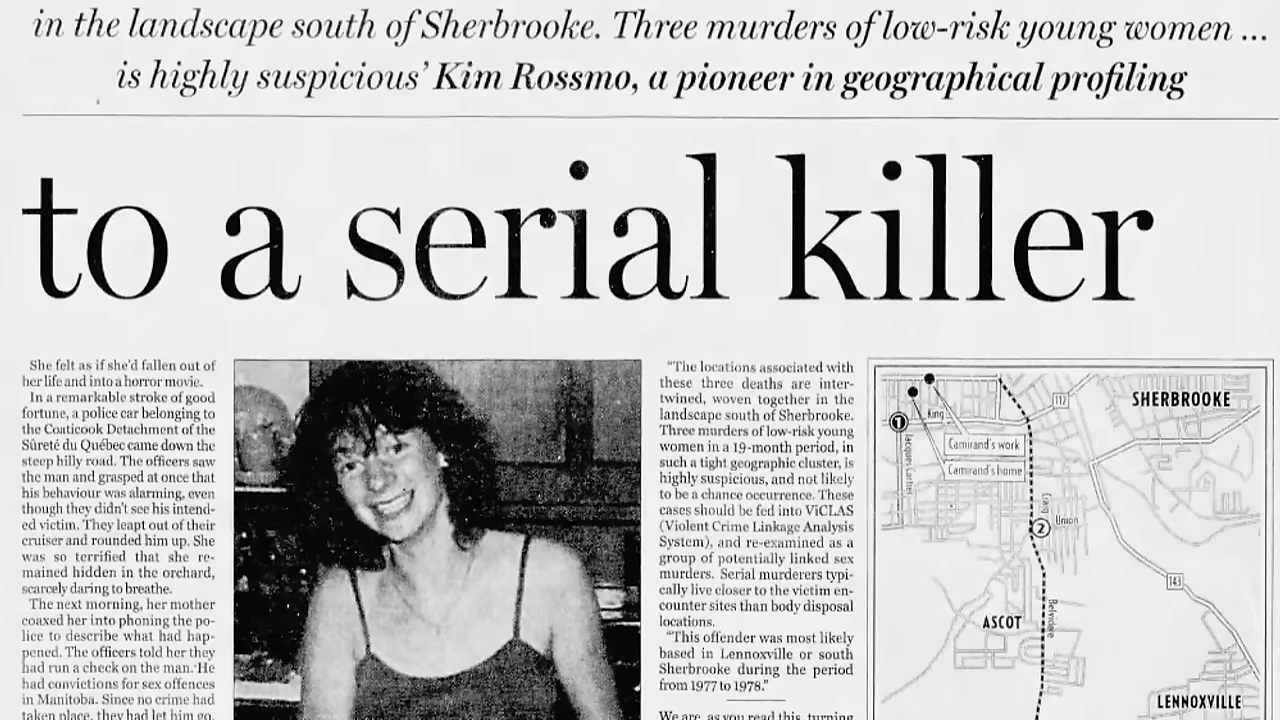 in the landscape south of Sherbrooke. Three murders of low-risk young women ...
is highly suspicious' Kim Rossmo, a pioneer in geographical profiling
to a serial killer
She felt as if she'd fallen out of
her life and into a horror movie.
In a remarkable stroke of good
fortune, a police car belonging to
the Coaticook Detachment of the
Sûreté du Québec came down the
steep hilly road. The officers saw
the man and grasped at once that
his behaviour was alarming, even
though they didn't see his intend-
ed victim. They leapt out of their
cruiser and rounded him up. She
was so terrified that she re-
mained hidden in the orchard,
scarcely daring to breathe.
The next morning, her mother
coaxed her into phoning the po-
lice to describe what had hap-
pened. The officers told her they
had run a check on the man. He
had convictions for sex offences
in Manitoba. Since no crime had
taken place, they had let him go.
"The locations associated with
these three deaths are inter-
twined, woven together in the
landscape south of Sherbrooke.
Three murders of low-risk young
women in a 19-month period, in
such a tight geographic cluster, is
highly suspicious, and not likely
to be a chance occurrence. These
cases should be fed into ViCLAS
(Violent Crime Linkage Analysis
System), and re-examined as a
group of potentially linked sex
murders. Serial murderers typi-
cally live closer to the victim en-
counter sites than body disposal
locations.
"This offender was most likely
based in Lennoxville or south
Sherbrooke during the period
from 1977 to 1978."
We are, as you read this, turning
SHERBROOKE
112
King
1
Camirand's work
Camirand's home
Jacques Cartier
Craig
Union
2
143
ASCOT
Belvidere
LENNOXVILLE